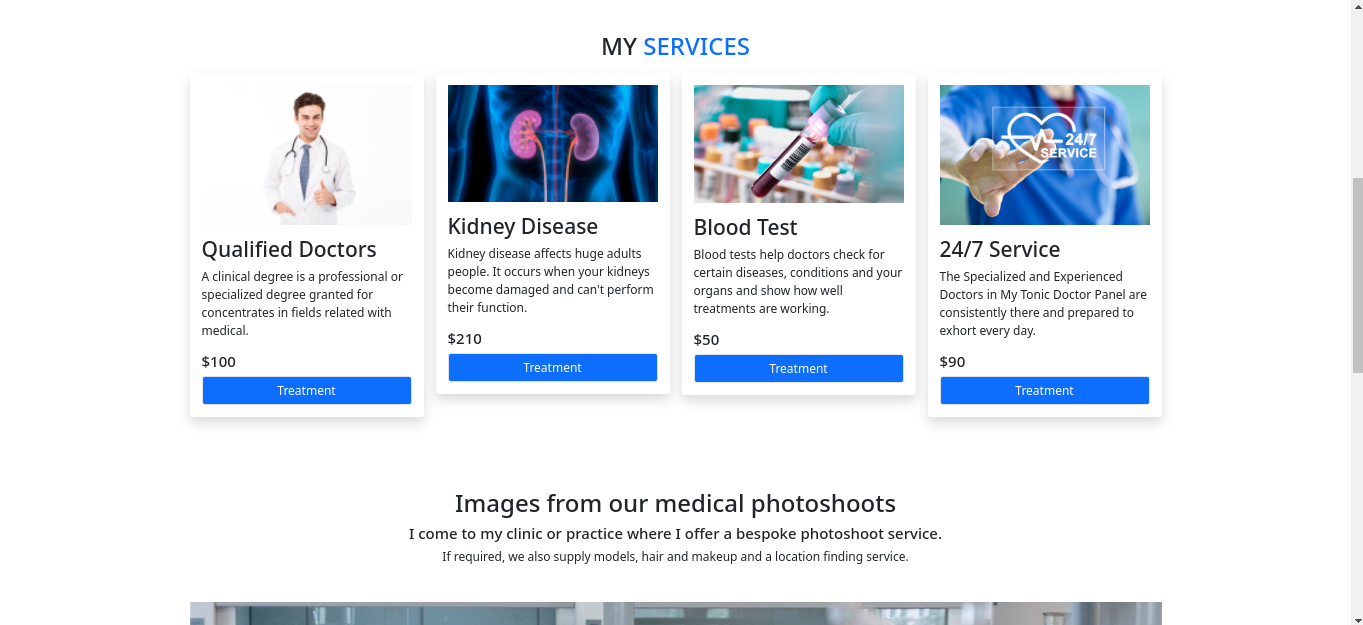 MY SERVICES
Qualified Doctors
A clinical degree is a professional or
specialized degree granted for
concentrates in fields related with
medical.
$100
Treatment
Kidney Disease
Kidney disease affects huge adults
people. It occurs when your kidneys
become damaged and can't perform
their function.
$210
Treatment
Blood Test
Blood tests help doctors check for
certain diseases, conditions and your
organs and show how well
treatments are working.
$50
Treatment
24/7
SERVICE
24/7 Service
The Specialized and Experienced
Doctors in My Tonic Doctor Panel are
consistently there and prepared to
exhort every day.
$90
Treatment
Images from our medical photoshoots
I come to my clinic or practice where I offer a bespoke photoshoot service.
If required, we also supply models, hair and makeup and a location finding service.